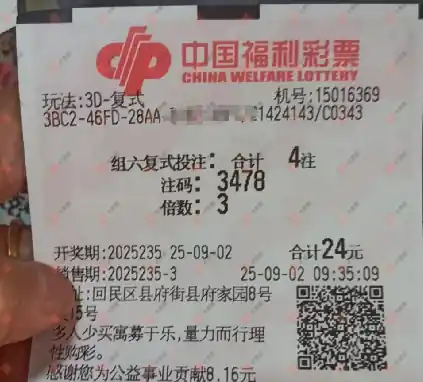 中国福利彩票
CHINA WELFARE LOTTERY
玩法:3D-复式 机号:15016369
3BC2-46FD-28AA 21424143/C0343
组六复式投注: 合计 4注
注码: 3478
倍数: 3
开奖期:2025235 25-09-02 合计24元
销售期:2025235-3 25-09-02 09:35:09
址:回民区县府街县府家园8号
5号
多人少买寓募于乐,量力而行理
性购彩。
感谢您为公益事业贡献8.16元